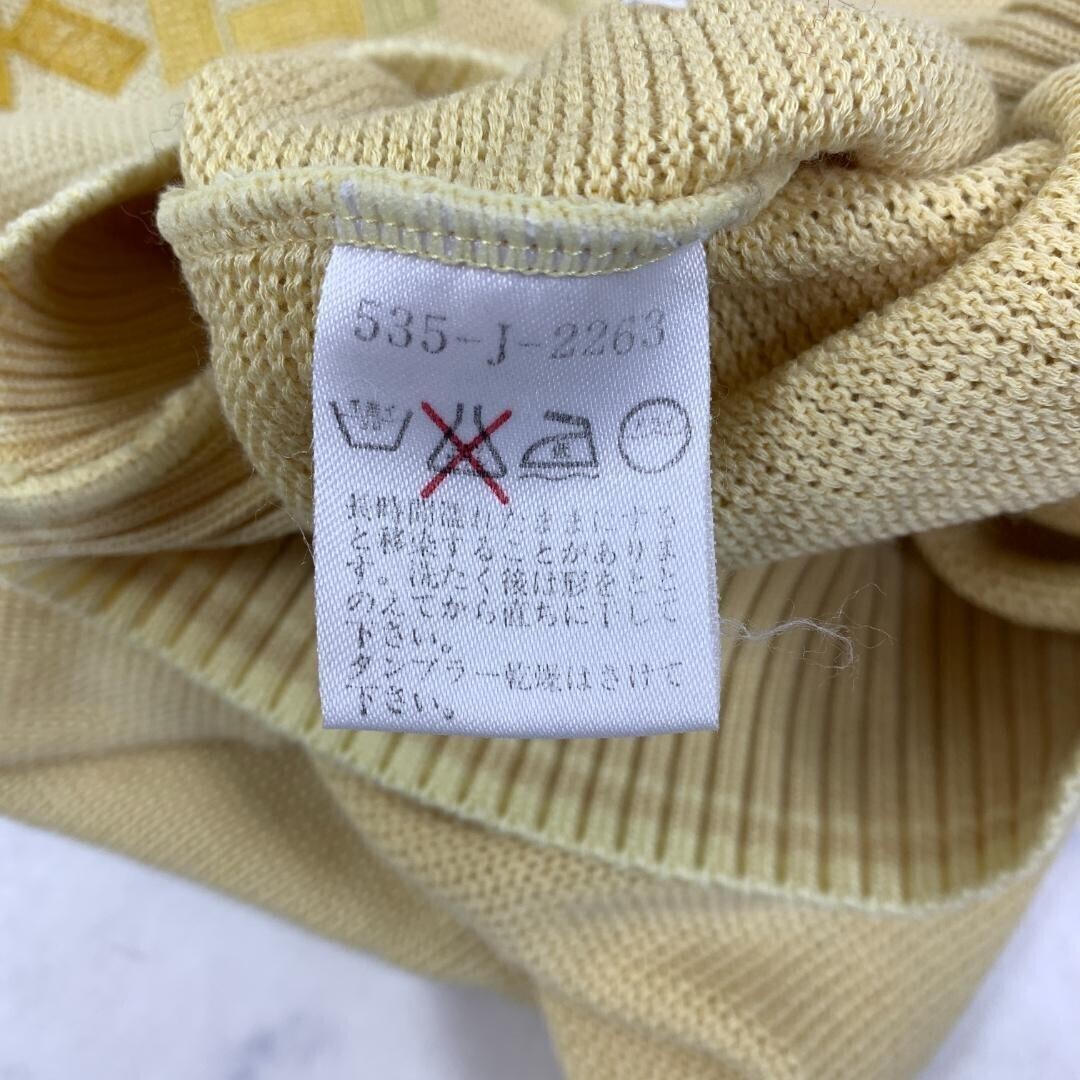 535-J-2263
長時間濡れたままにする
と移染することがありま
す。洗たく後は形をとと
のえてから直ちに干して
下さい。
タンブラー乾燥はさけて
下さい。